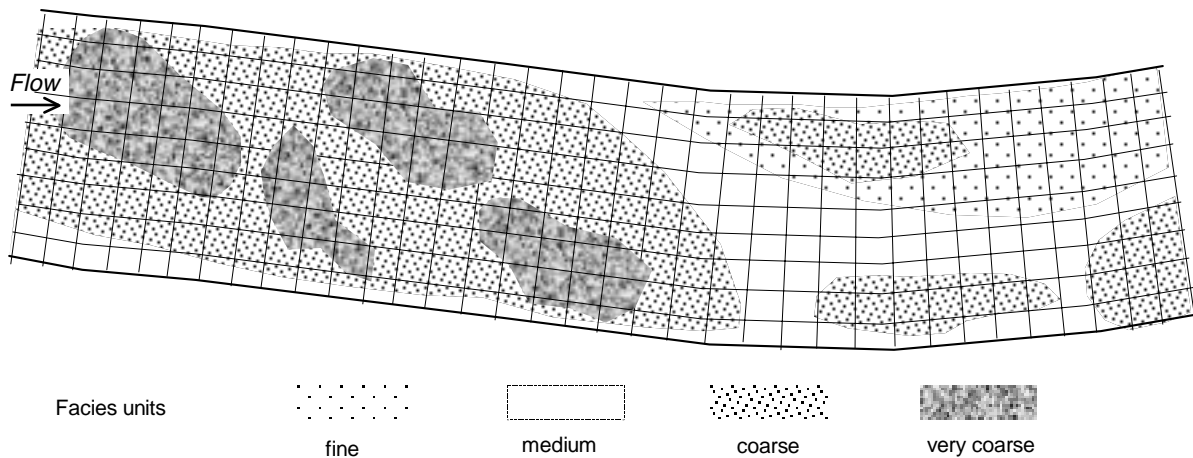 Flow
Facies units
fine
medium
coarse
very coarse